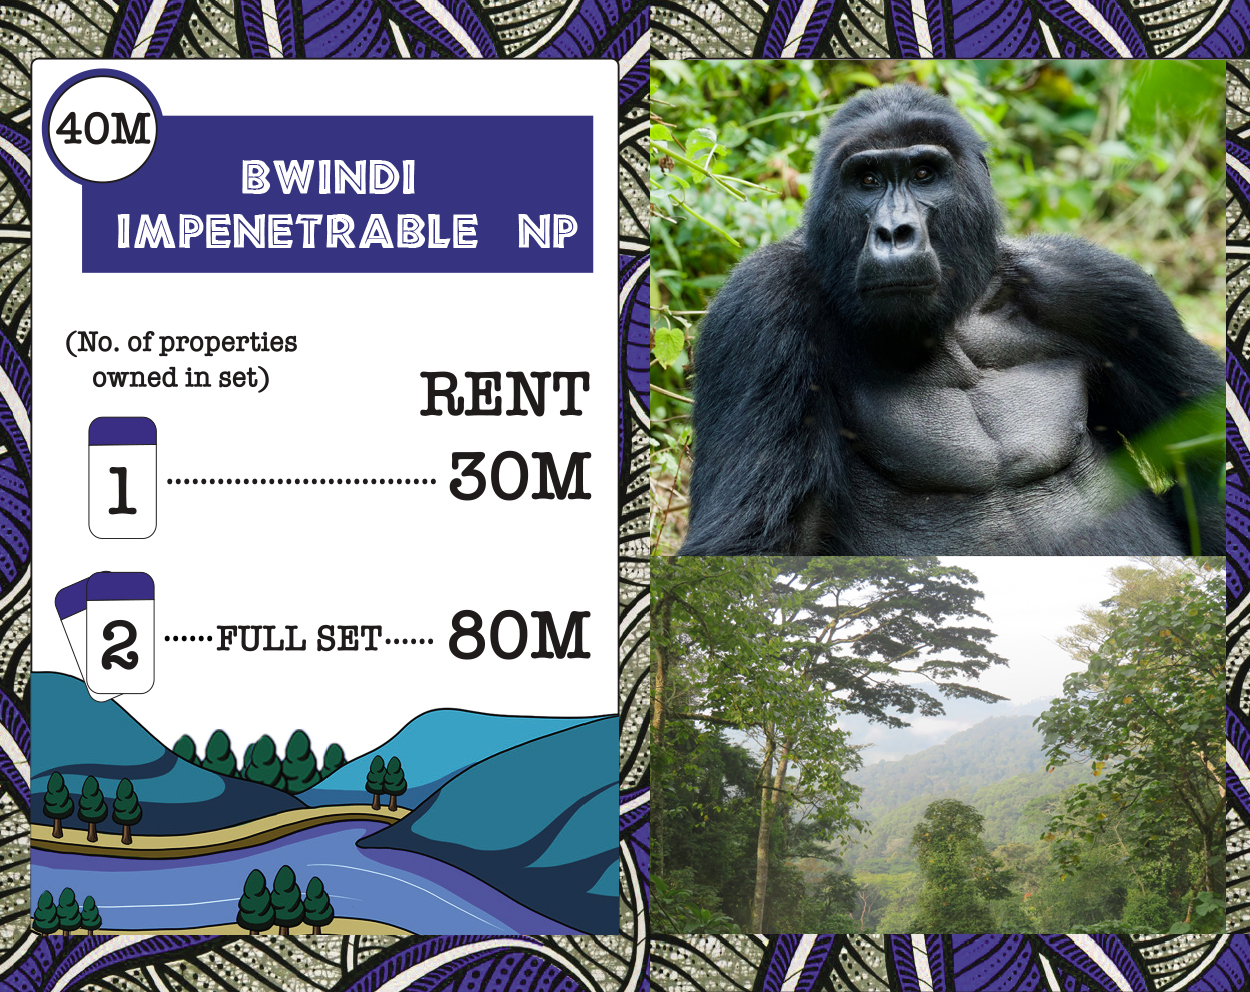 40M
BWINDI
IMPENETRABLE NP
(No. of properties
owned in set)
RENT
1 ............................... 30M
2 ......FULL SET...... 80M